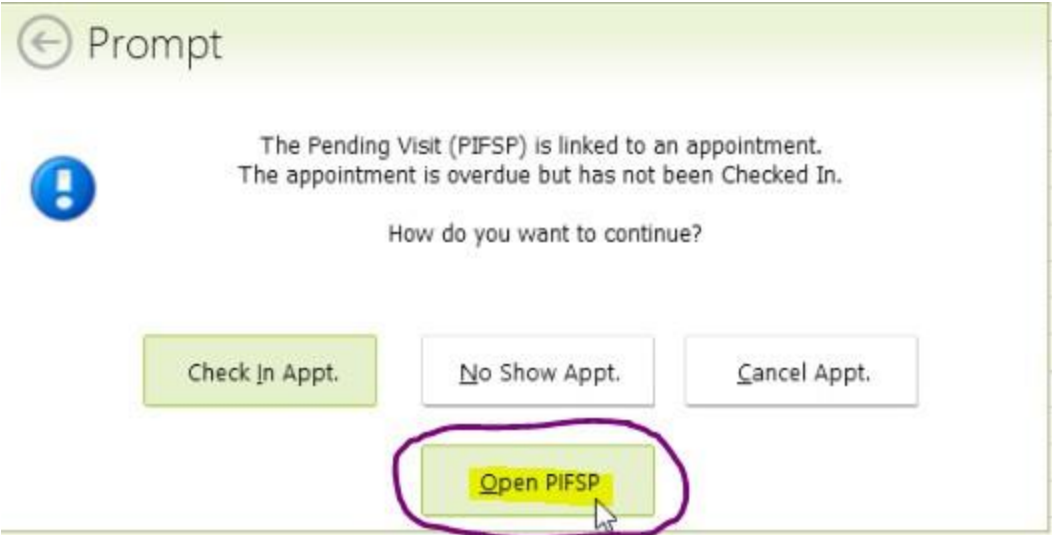 Prompt
The Pending Visit (PIFSP) is linked to an appointment.
The appointment is overdue but has not been Checked In.
How do you want to continue?
Check In Appt.
No Show Appt.
Cancel Appt.
Open PIFSP